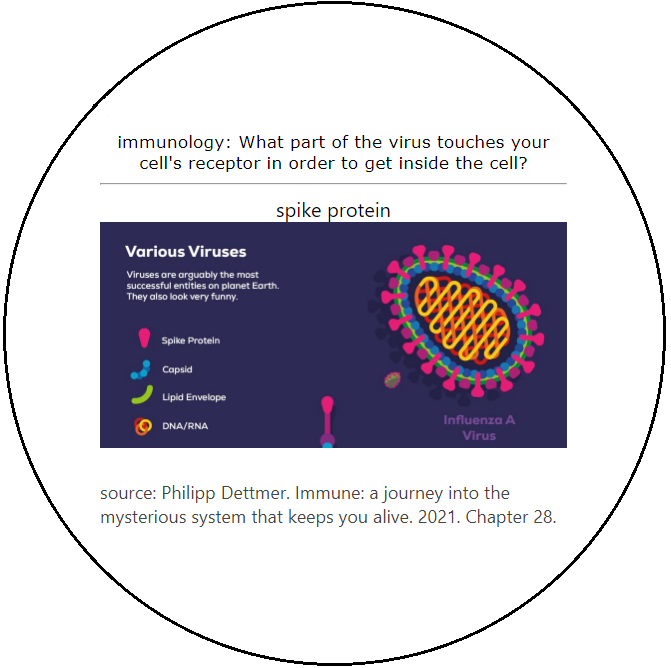 immunology: What part of the virus touches your
cell's receptor in order to get inside the cell?
spike protein
Various Viruses
Viruses are arguably the most
successful entities on planet Earth.
They also look very funny.
Spike Protein
Capsid
Lipid Envelope
DNA/RNA
Influenza A
Virus
source: Philipp Dettmer. Immune: a journey into the
mysterious system that keeps you alive. 2021. Chapter 28.